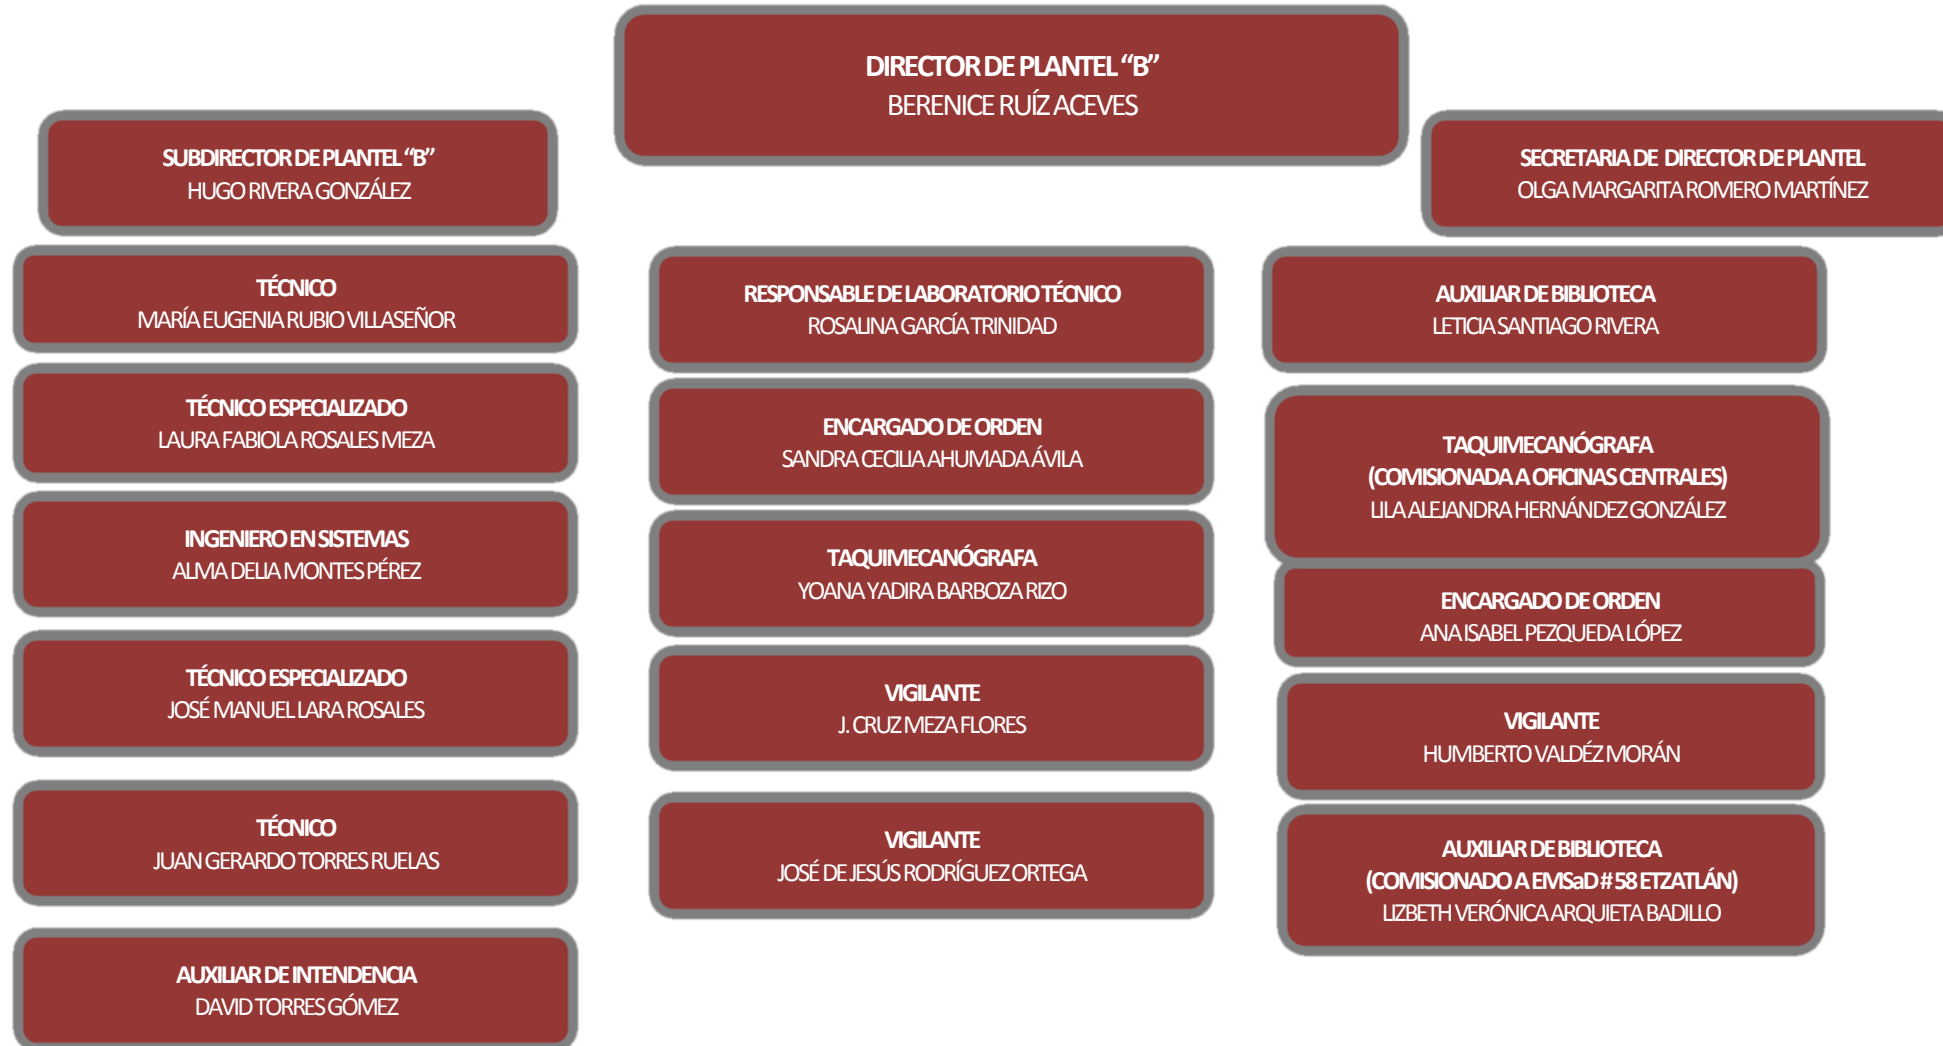 DIRECTOR DE PLANTEL “B”
BERENICE RUÍZ ACEVES
SUBDIRECTOR DE PLANTEL “B”
HUGO RIVERA GONZÁLEZ
SECRETARIA DE DIRECTOR DE PLANTEL
OLGA MARGARITA ROMERO MARTÍNEZ
TÉCNICO
MARÍA EUGENIA RUBIO VILLASEÑOR
TÉCNICO ESPECIALIZADO
LAURA FABIOLA ROSALES MEZA
INGENIERO EN SISTEMAS
ALMA DELIA MONTES PÉREZ
TÉCNICO ESPECIALIZADO
JOSÉ MANUEL LARA ROSALES
TÉCNICO
JUAN GERARDO TORRES RUELAS
AUXILIAR DE INTENDENCIA
DAVID TORRES GÓMEZ
RESPONSABLE DE LABORATORIO TÉCNICO
ROSALINA GARCÍA TRINIDAD
ENCARGADO DE ORDEN
SANDRA CECILIA AHUMADA ÁVILA
TAQUIMECANÓGRAFA
YOANA YADIRA BARBOZA RIZO
VIGILANTE
J. CRUZ MEZA FLORES
VIGILANTE
JOSÉ DE JESÚS RODRÍGUEZ ORTEGA
AUXILIAR DE BIBLIOTECA
LETICIA SANTIAGO RIVERA
TAQUIMECANÓGRAFA
(COMISIONADA A OFICINAS CENTRALES)
LILA ALEJANDRA HERNÁNDEZ GONZÁLEZ
ENCARGADO DE ORDEN
ANA ISABEL PEZQUEDA LÓPEZ
VIGILANTE
HUMBERTO VALDÉZ MORÁN
AUXILIAR DE BIBLIOTECA
(COMISIONADO A EMSaD # 58 ETZATLÁN)
LIZBETH VERÓNICA ARQUIETA BADILLO